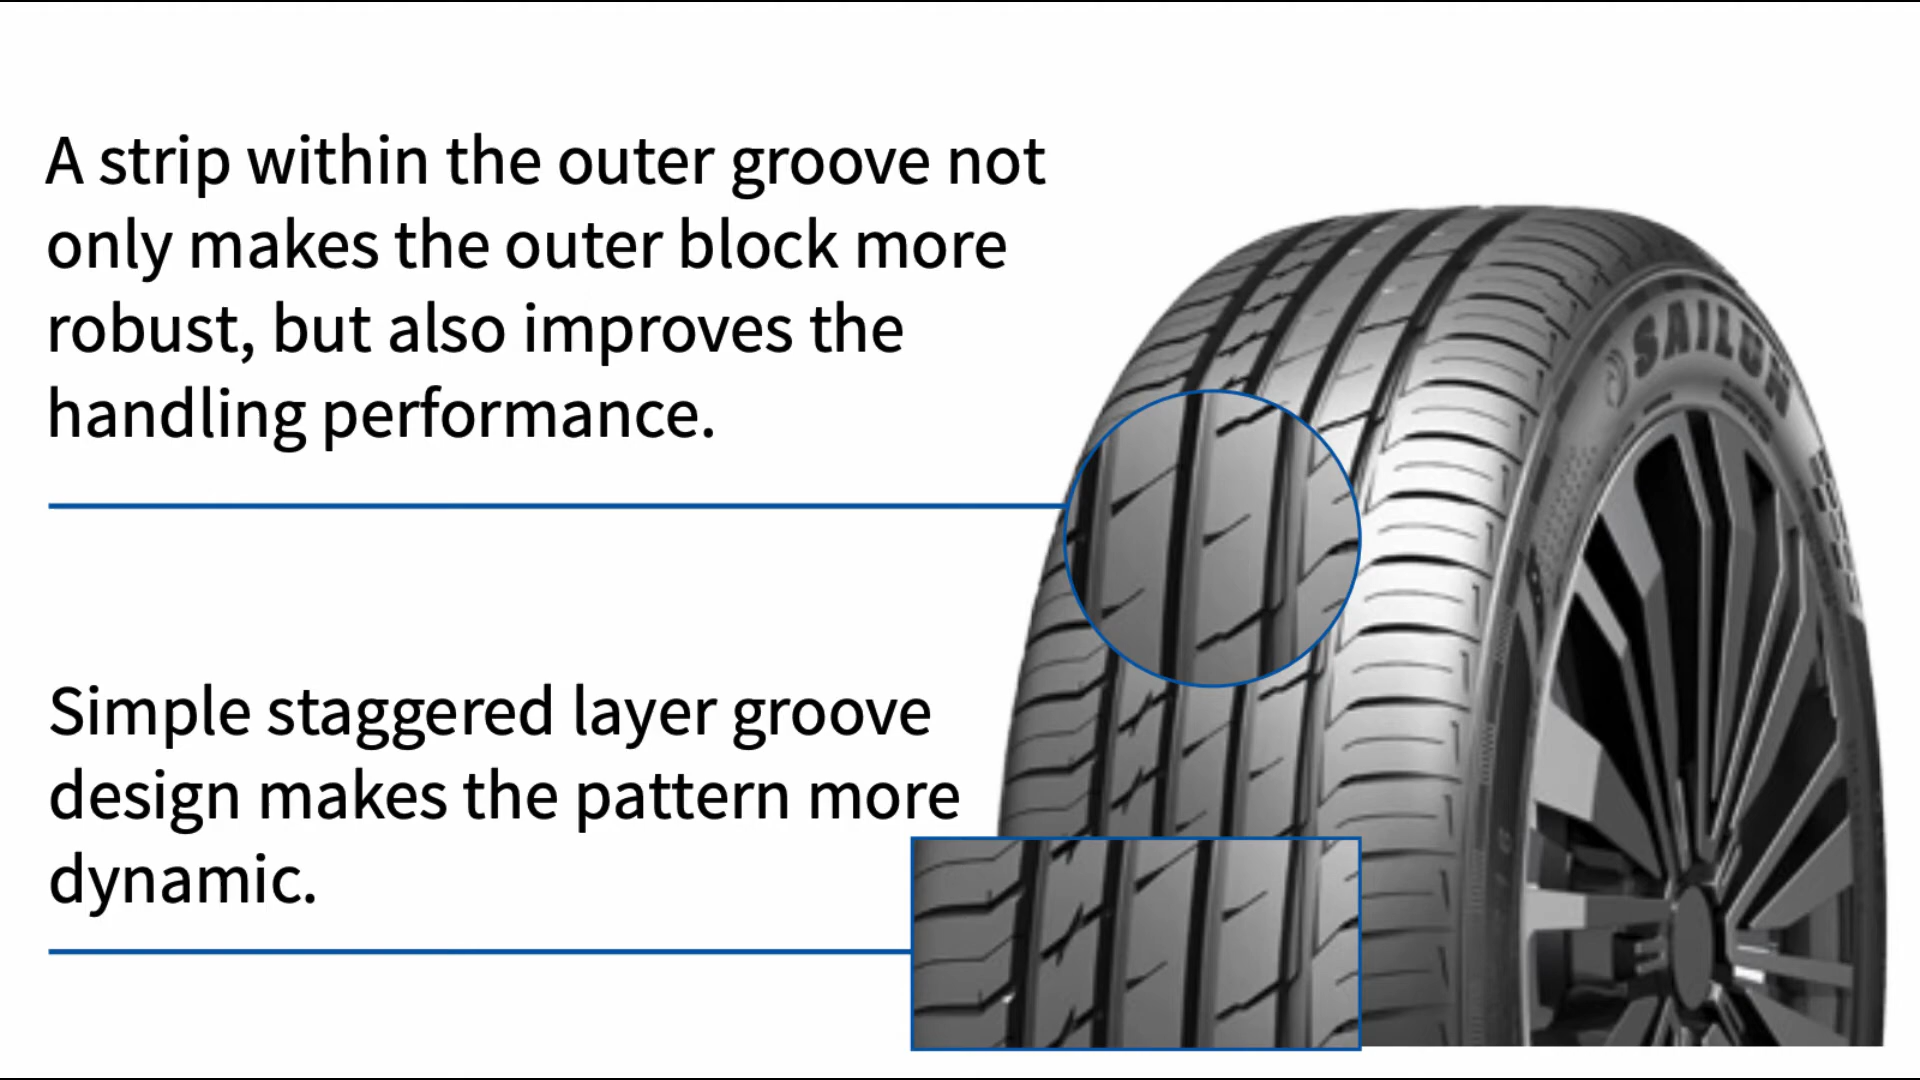 A strip within the outer groove not
only makes the outer block more
robust, but also improves the
handling performance.
SAILUN
Simple staggered layer groove
design makes the pattern more
dynamic.